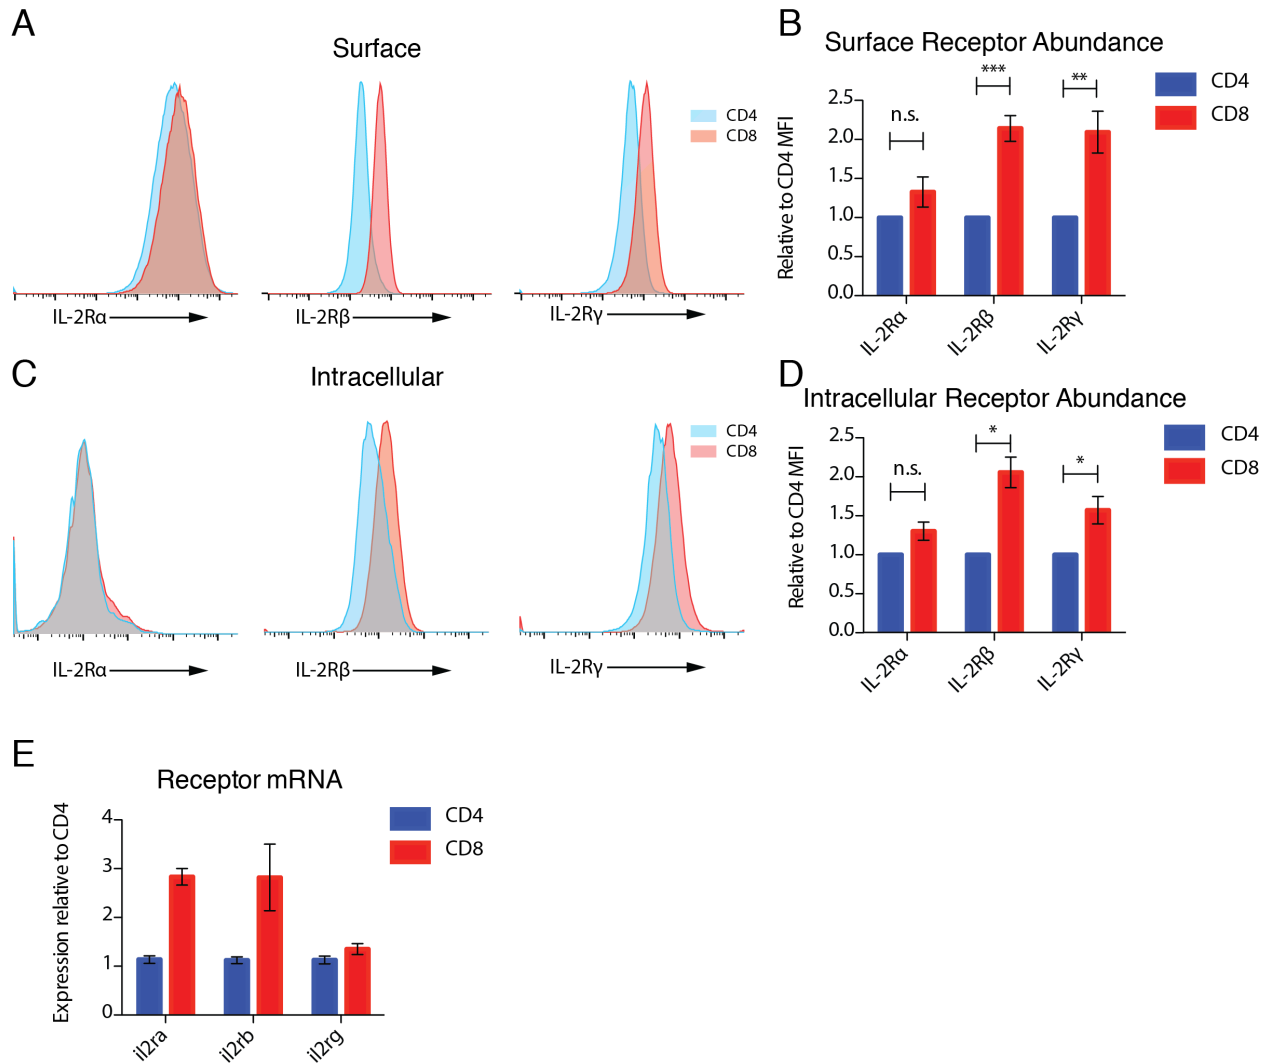 A
Surface
CD4
CD8
IL-2Rα
IL-2Rβ
IL-2Rγ
B
Surface Receptor Abundance
CD4
CD8
Relative to CD4 MFI
2.5
2.0
1.5
1.0
0.5
0.0
n.s.
***
**
IL-2Rα
IL-2Rβ
IL-2Rγ
C
Intracellular
CD4
CD8
IL-2Rα
IL-2Rβ
IL-2Rγ
D
Intracellular Receptor Abundance
CD4
CD8
Relative to CD4 MFI
2.5
2.0
1.5
1.0
0.5
0.0
n.s.
*
*
IL-2Rα
IL-2Rβ
IL-2Rγ
E
Receptor mRNA
CD4
CD8
Expression relative to CD4
4
3
2
1
0
il2ra
il2rb
il2rg